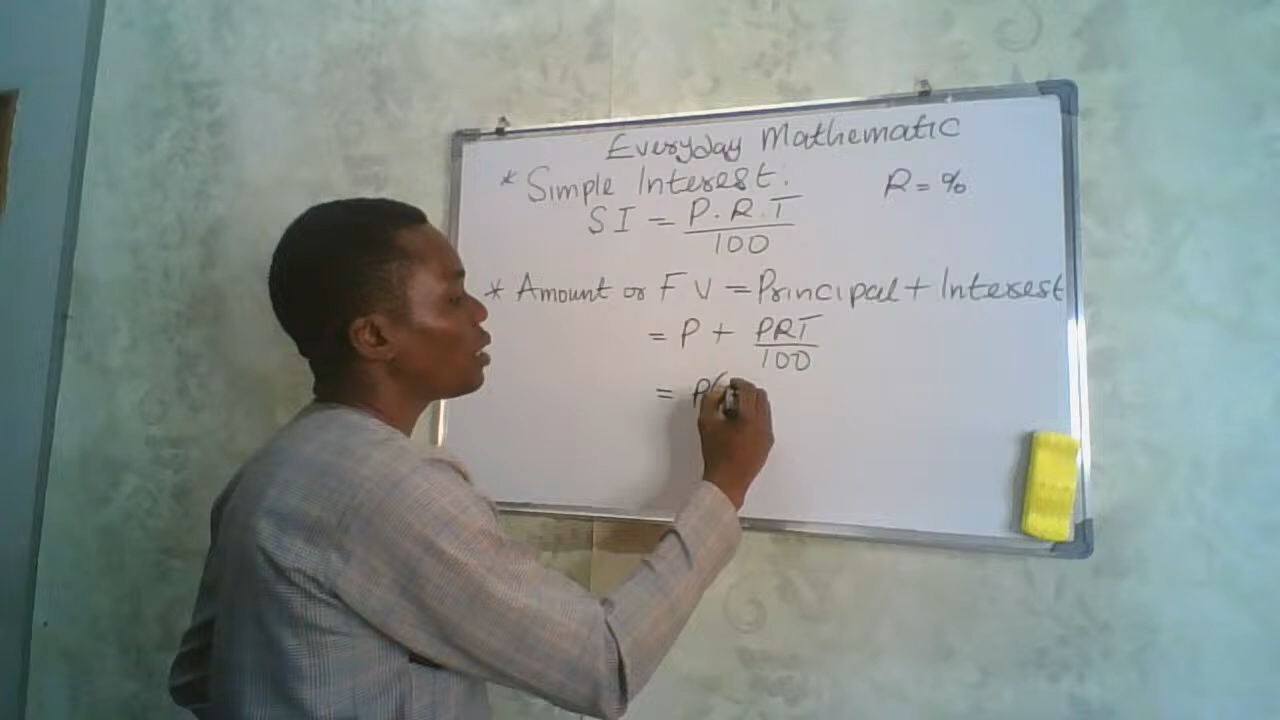 Everyday Mathematic
* Simple Interest.
R = %
SI = P.R.T
100
* Amount or FV = Principal + Interest
= P + PRT
100
= P(